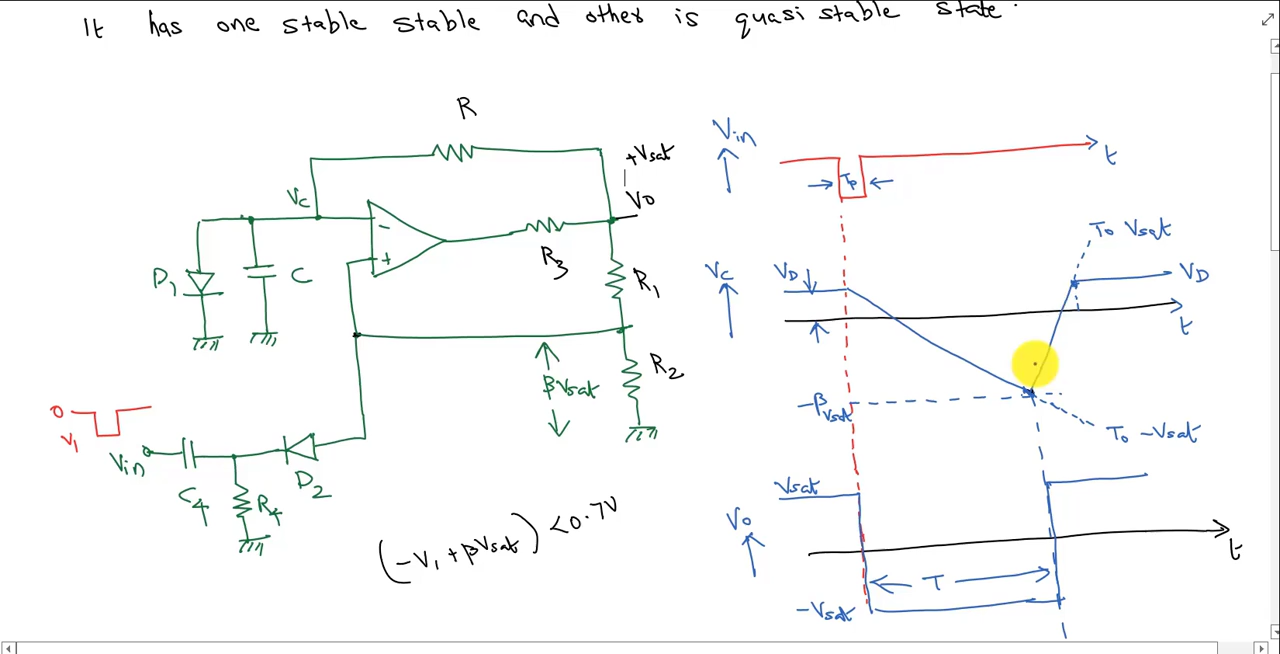 It has one stable stable and other is quasi stable state.
R
+Vsat
Vo
Vc
-
+
R3
D1
C
R1
R2
βVsat
0
V1
Vin
C4
R4
D2
(-V1 + βVsat) < 0.7V
Vin
t
Tp
To Vsat
Vc
VD
VD
t
-βVsat
To -Vsat
Vsat
Vo
t
T
-Vsat